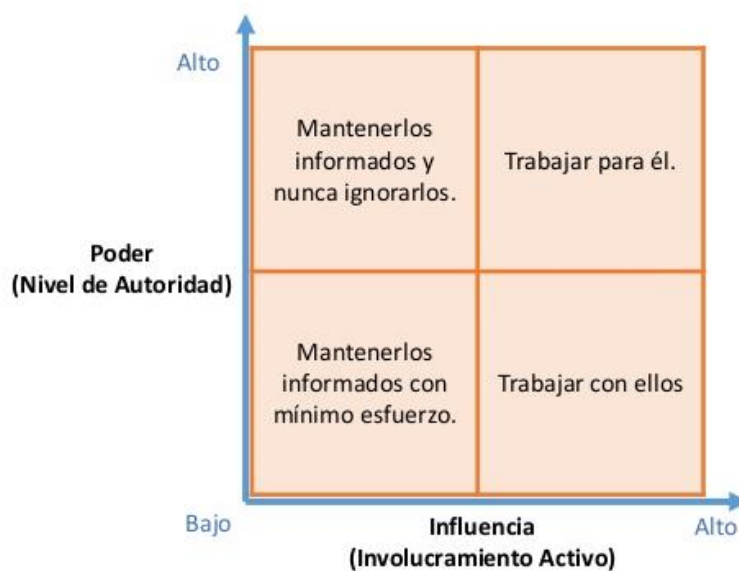 Alto
Mantenerlos
informados y
nunca ignorarlos.
Trabajar para él.
Poder
(Nivel de Autoridad)
Mantenerlos
informados con
mínimo esfuerzo.
Trabajar con ellos
Bajo
Influencia
(Involucramiento Activo)
Alto